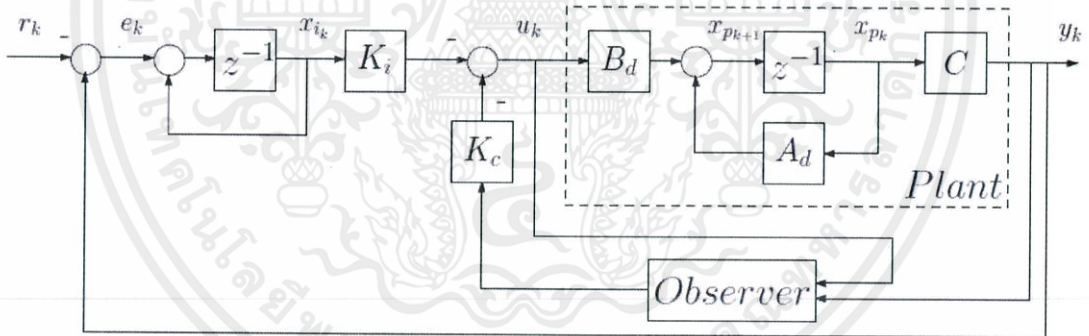 r_k
-
e_k
z^{-1}
x_{i_k}
K_i
-
u_k
-
K_c
B_d
x_{p_{k+1}}
z^{-1}
x_{p_k}
C
y_k
A_d
Plant
Observer